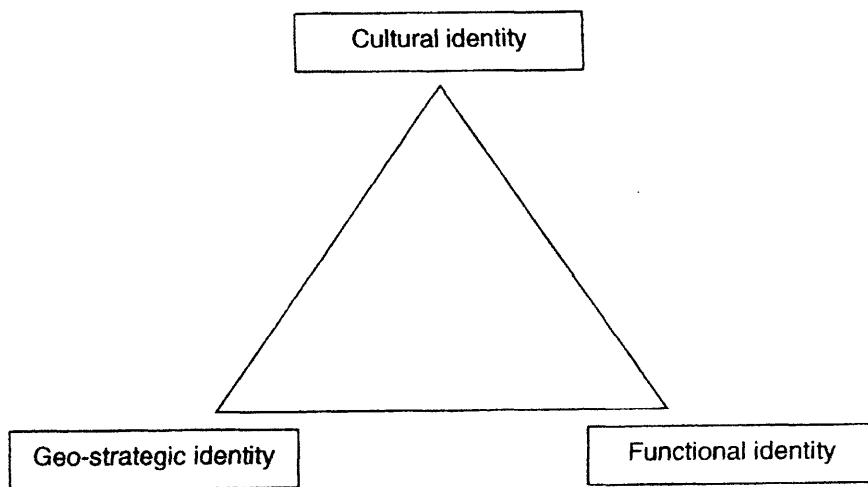 Cultural identity
Geo-strategic identity
Functional identity